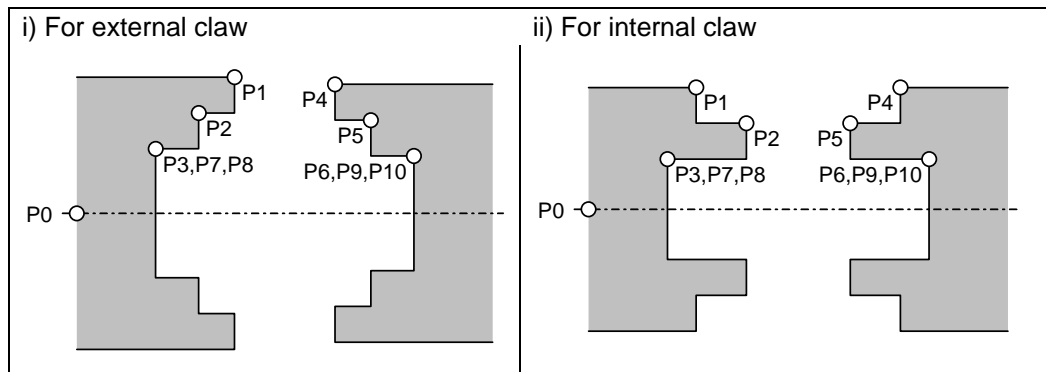 i) For external claw
P1
P2
P3,P7,P8
P0
P4
P5
P6,P9,P10
ii) For internal claw
P1
P2
P3,P7,P8
P0
P4
P5
P6,P9,P10